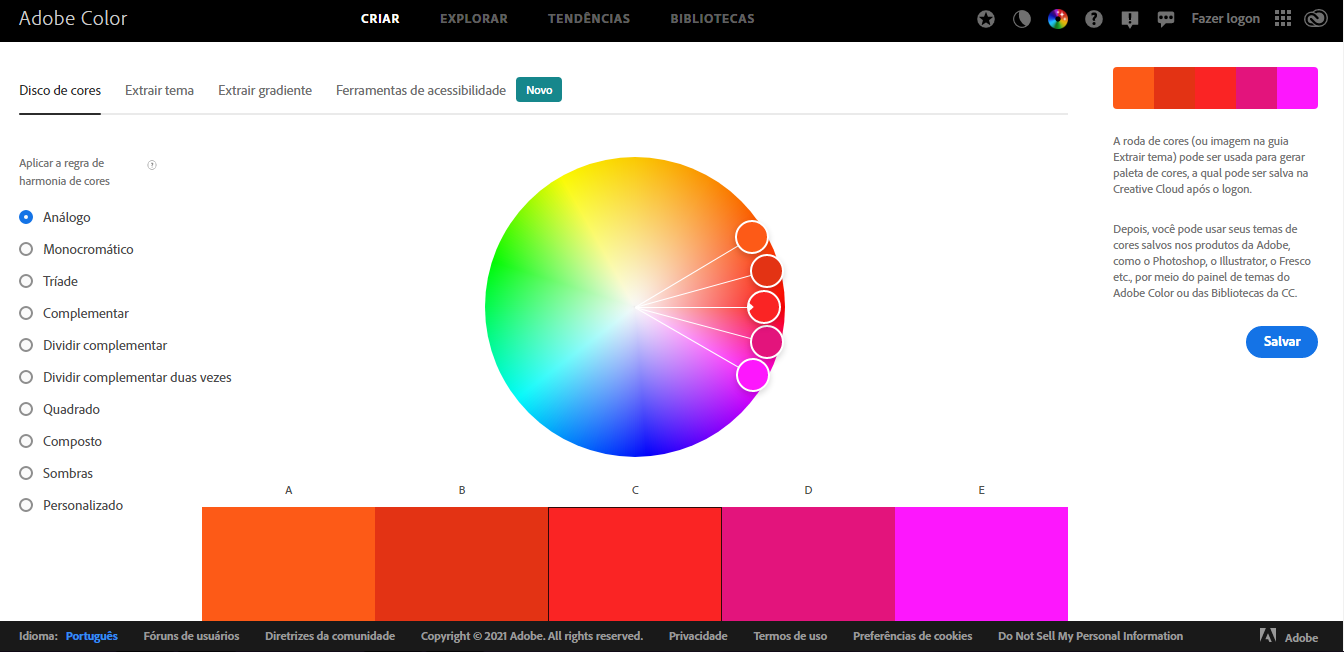 Adobe Color
CRIAR EXPLORAR TENDÊNCIAS BIBLIOTECAS
Fazer logon
Disco de cores Extrair tema Extrair gradiente Ferramentas de acessibilidade Novo
Aplicar a regra de
harmonia de cores
Análogo
Monocromático
Tríade
Complementar
Dividir complementar
Dividir complementar duas vezes
Quadrado
Composto
Sombras
Personalizado
A B C D E
A roda de cores (ou imagem na guia
Extrair tema) pode ser usada para gerar
paleta de cores, a qual pode ser salva na
Creative Cloud após o logon.
Depois, você pode usar seus temas de
cores salvos nos produtos da Adobe,
como o Photoshop, o Illustrator, o Fresco
etc., por meio do painel de temas do
Adobe Color ou das Bibliotecas da CC.
Salvar
Idioma: Português Fóruns de usuários Diretrizes da comunidade Copyright © 2021 Adobe. All rights reserved. Privacidade Termos de uso Preferências de cookies Do Not Sell My Personal Information Adobe